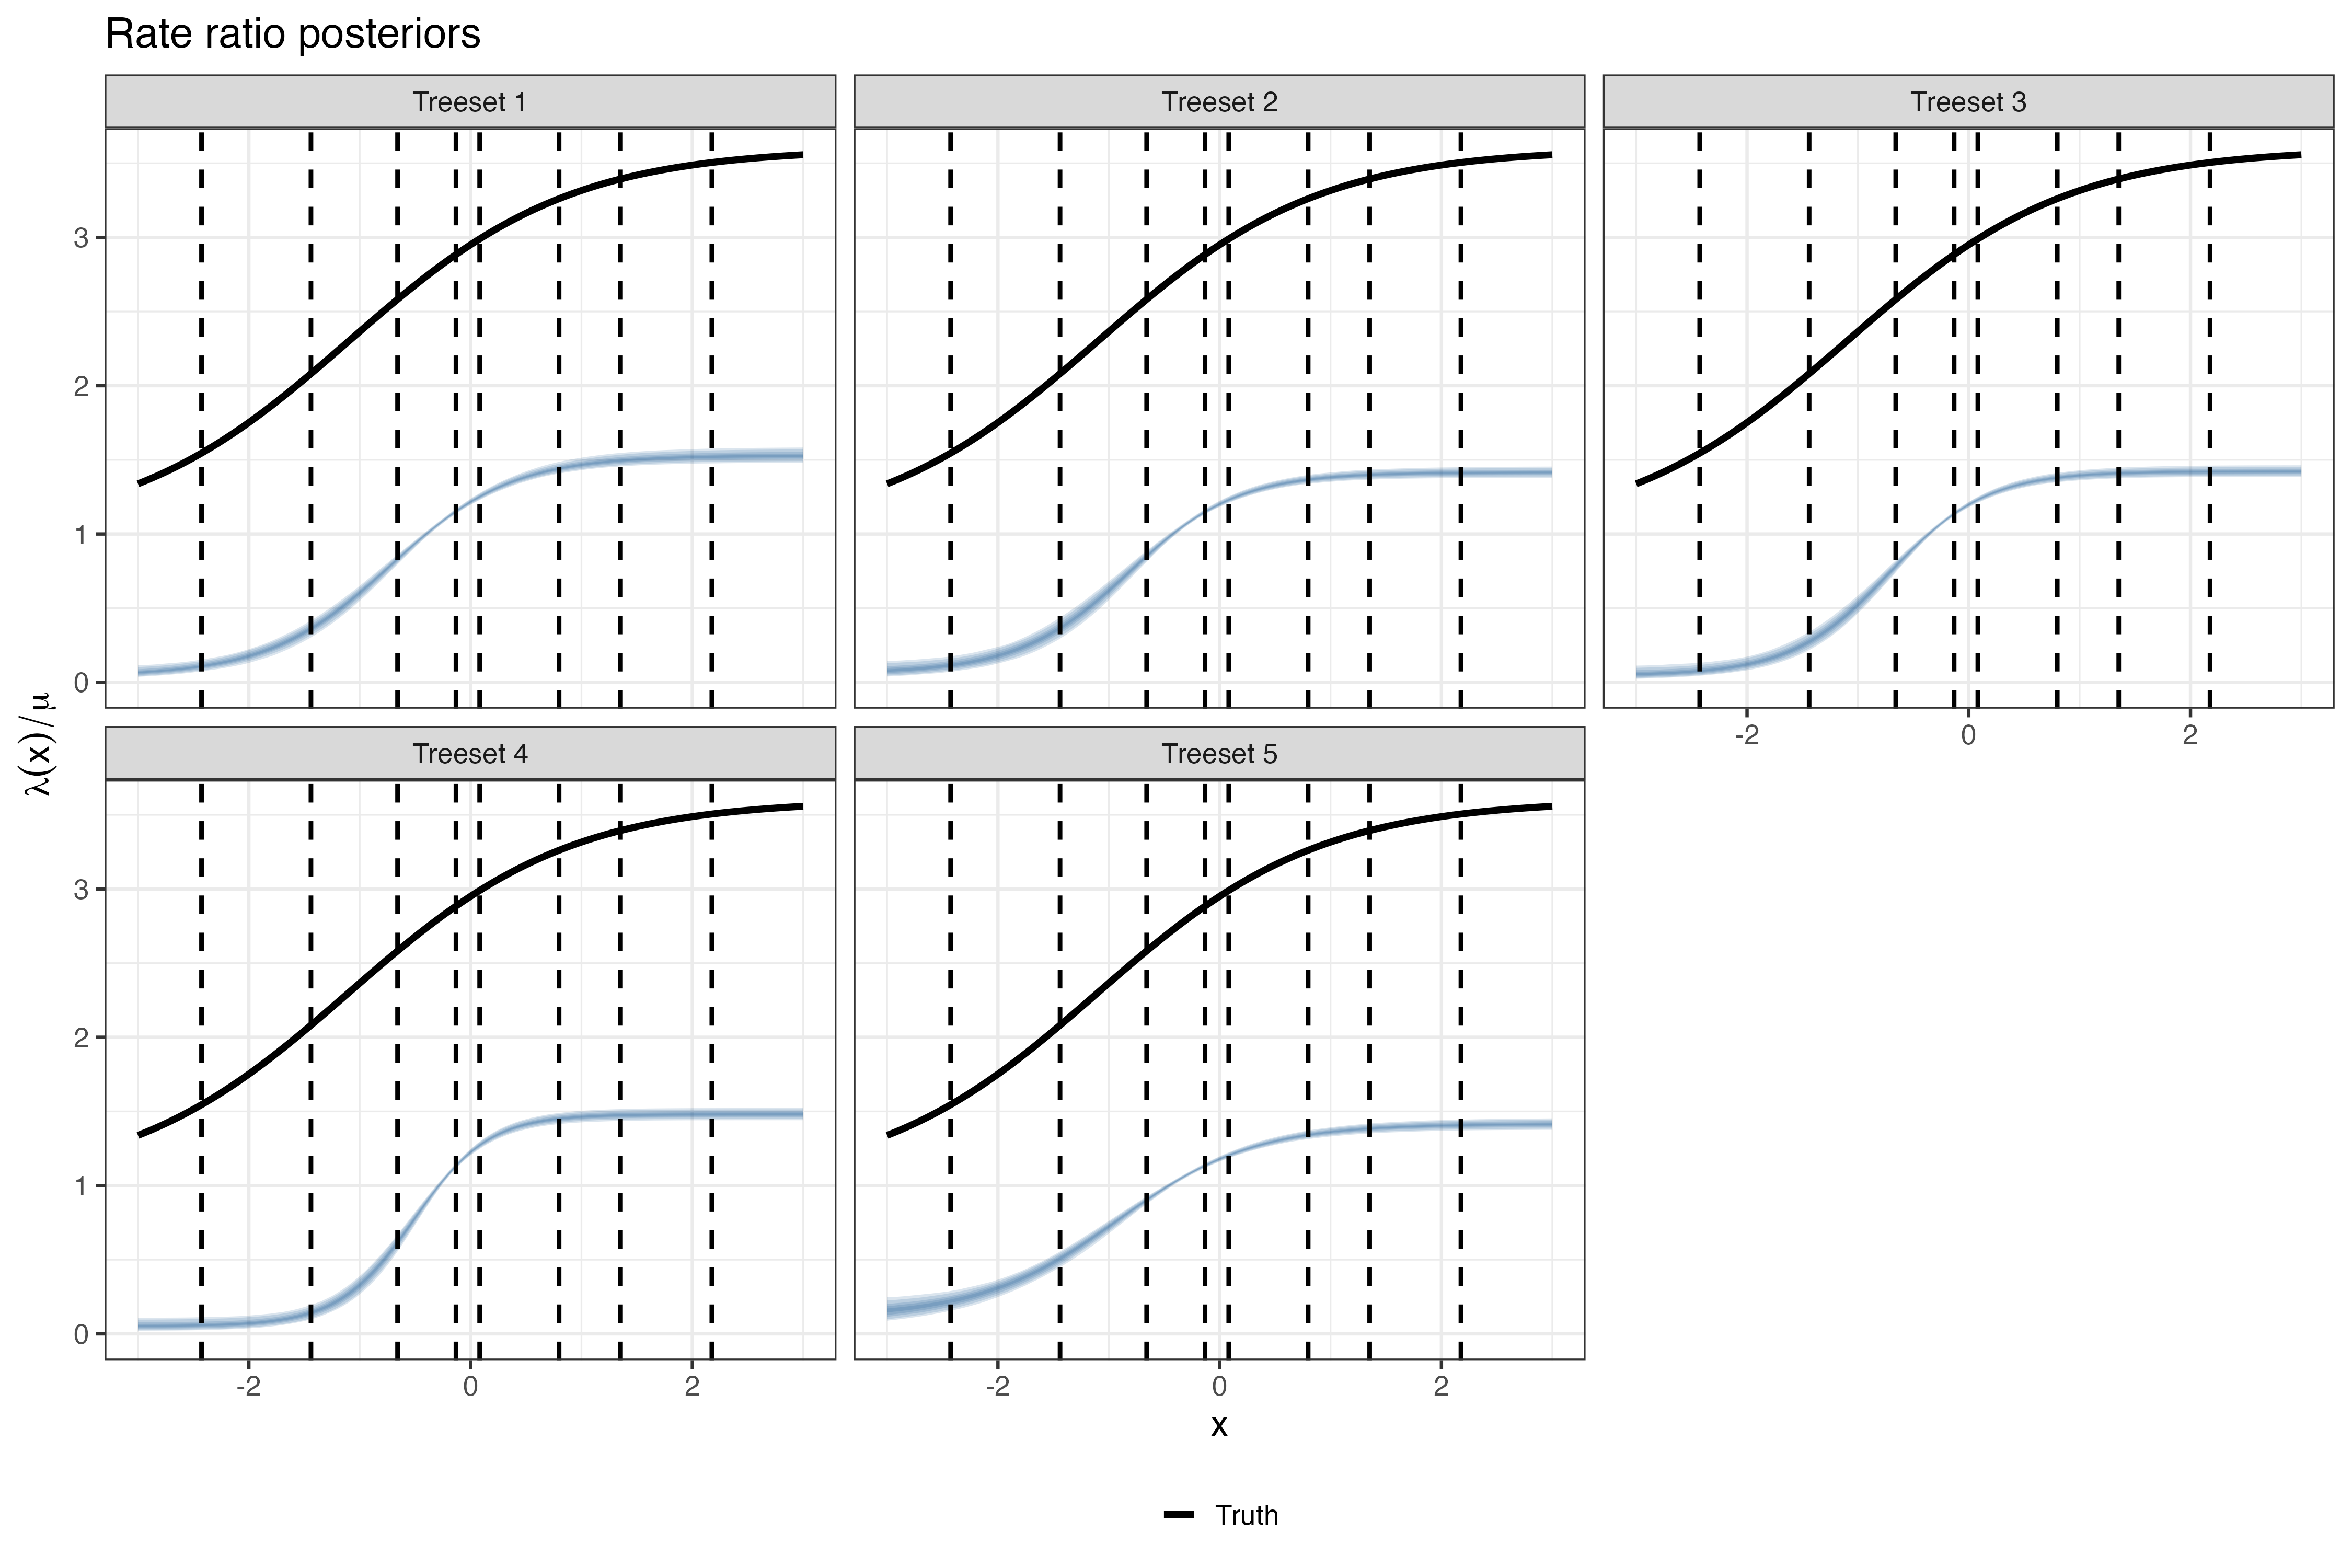 Rate ratio posteriors
Treeset 1 Treeset 2 Treeset 3
3
2
1
0
-2 0 2
λ(x) / μ
Treeset 4 Treeset 5
3
2
1
0
-2 0 2 -2 0 2
x
Truth